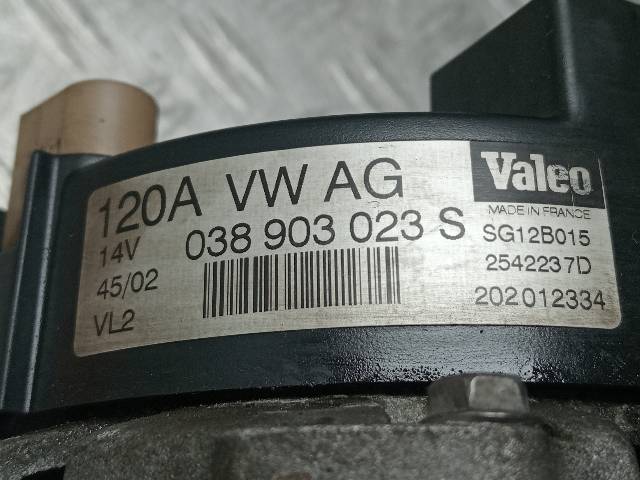 120A VW AG
14V 038 903 023 S
45/02
VL2
Valeo
MADE IN FRANCE
SG12B015
2542237D
202012334